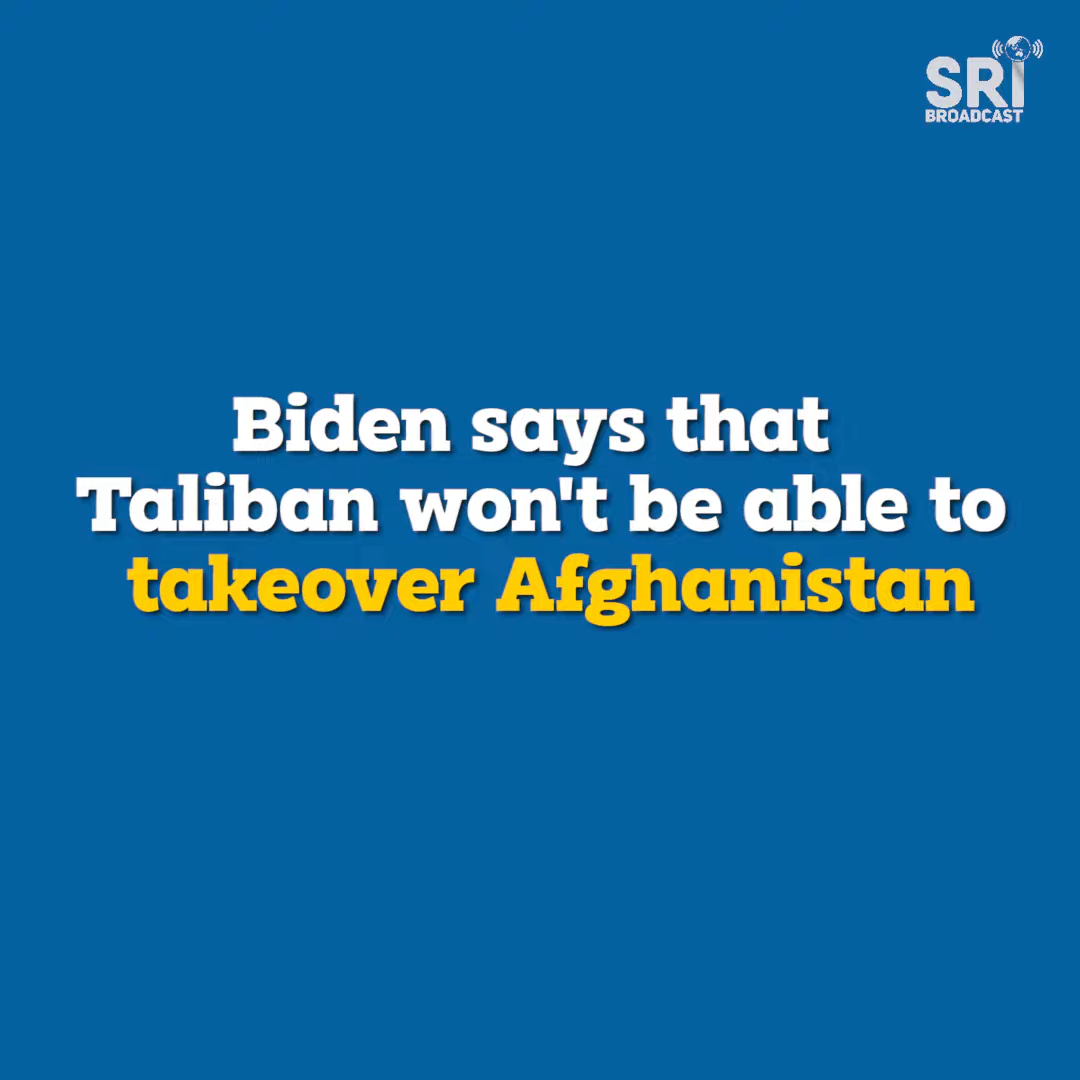 SRI
BROADCAST
Biden says that
Taliban won't be able to
takeover Afghanistan